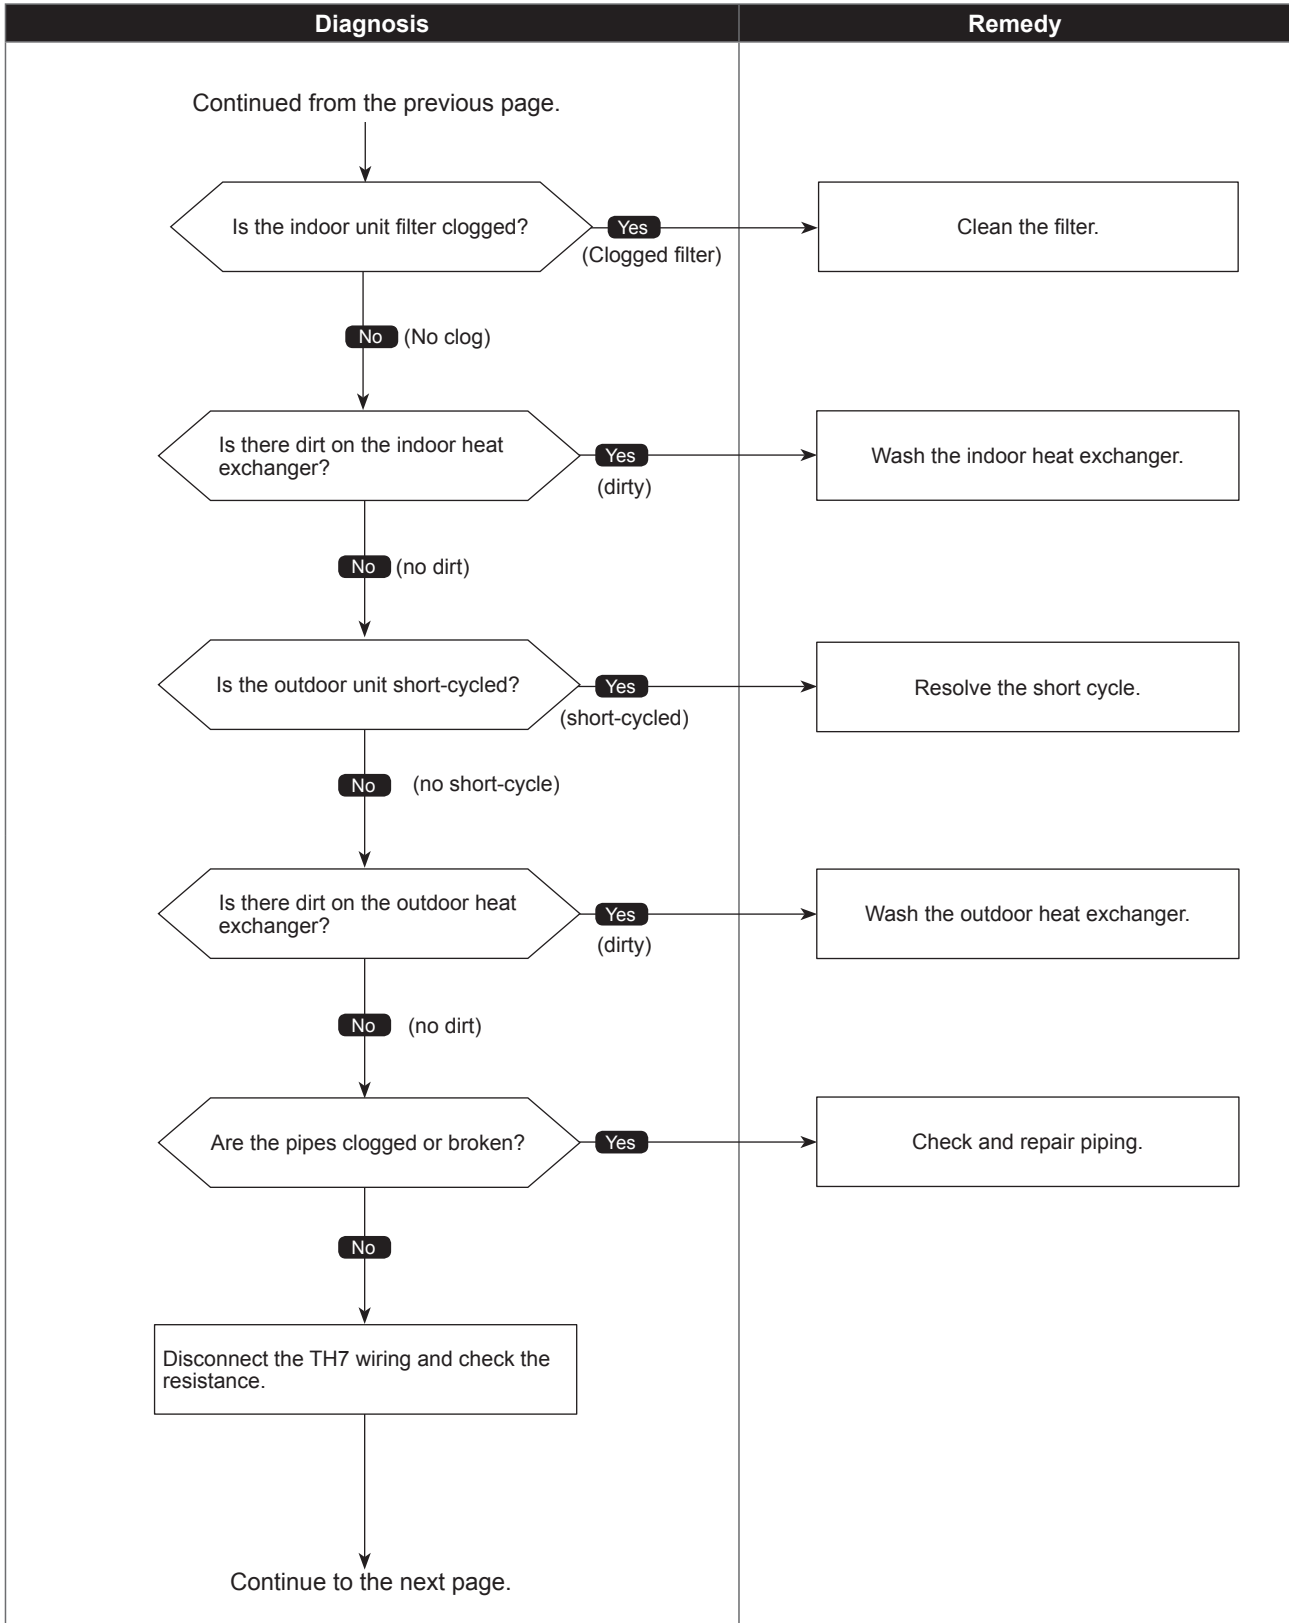 Diagnosis
Remedy
Continued from the previous page.
Is the indoor unit filter clogged?
Yes
(Clogged filter)
Clean the filter.
No (No clog)
Is there dirt on the indoor heat
exchanger?
Yes
(dirty)
Wash the indoor heat exchanger.
No (no dirt)
Is the outdoor unit short-cycled?
Yes
(short-cycled)
Resolve the short cycle.
No (no short-cycle)
Is there dirt on the outdoor heat
exchanger?
Yes
(dirty)
Wash the outdoor heat exchanger.
No (no dirt)
Are the pipes clogged or broken?
Yes
Check and repair piping.
No
Disconnect the TH7 wiring and check the
resistance.
Continue to the next page.